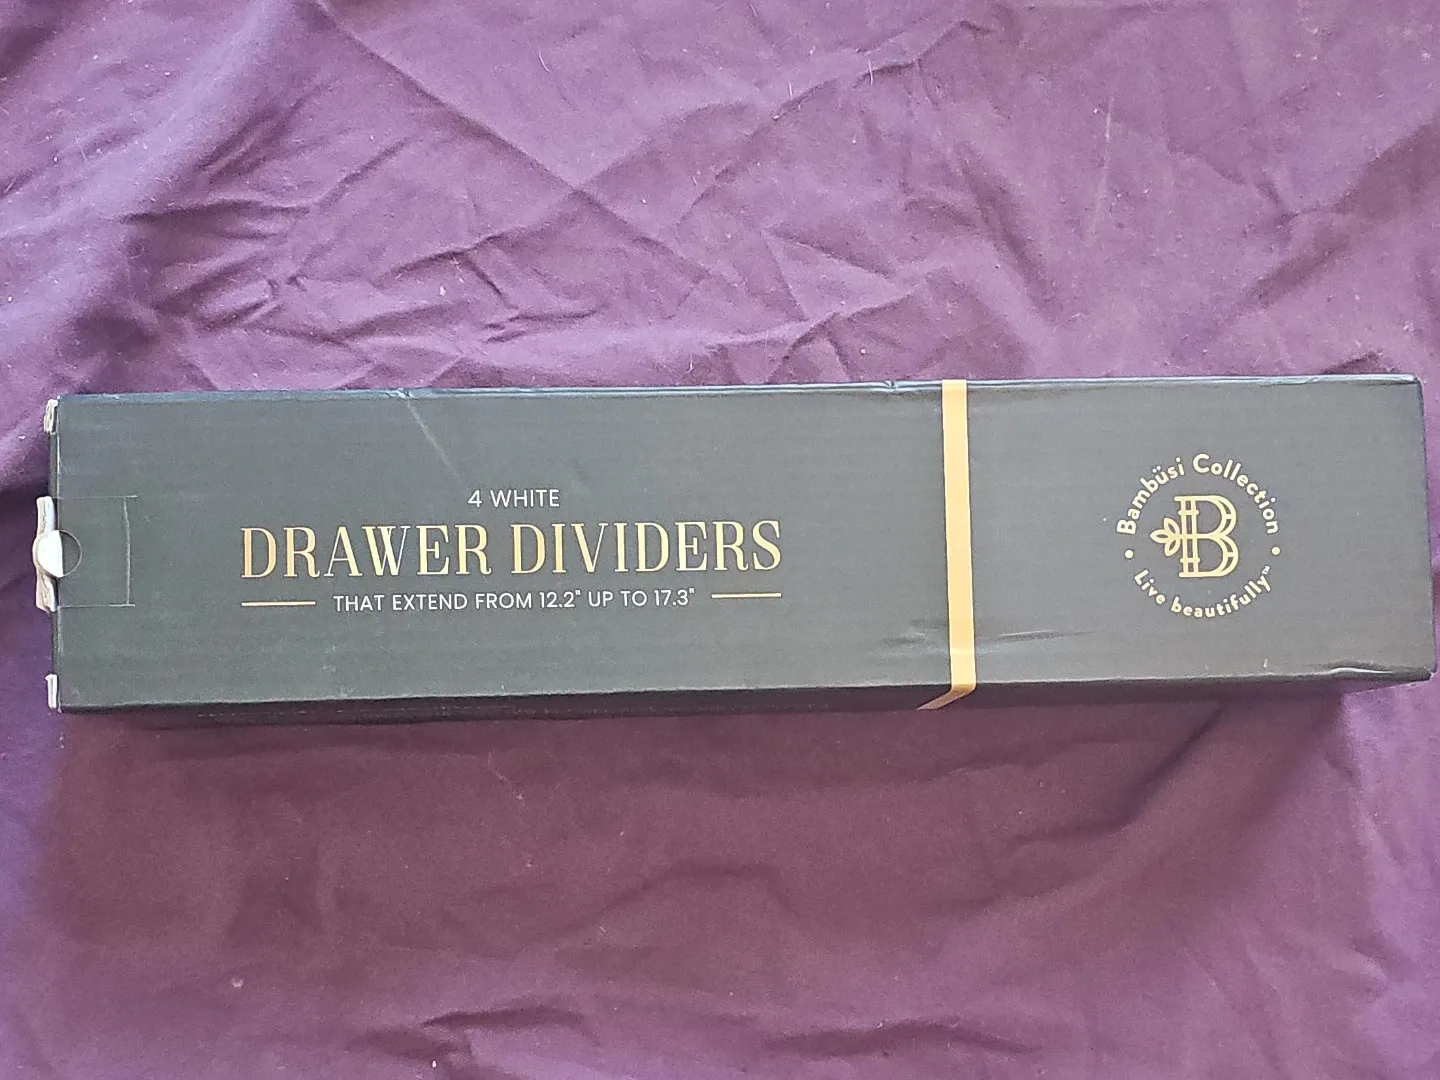 4 WHITE
DRAWER DIVIDERS
THAT EXTEND FROM 12.2" UP TO 17.3"
Bambüsi Collection
B
Live beautifully™